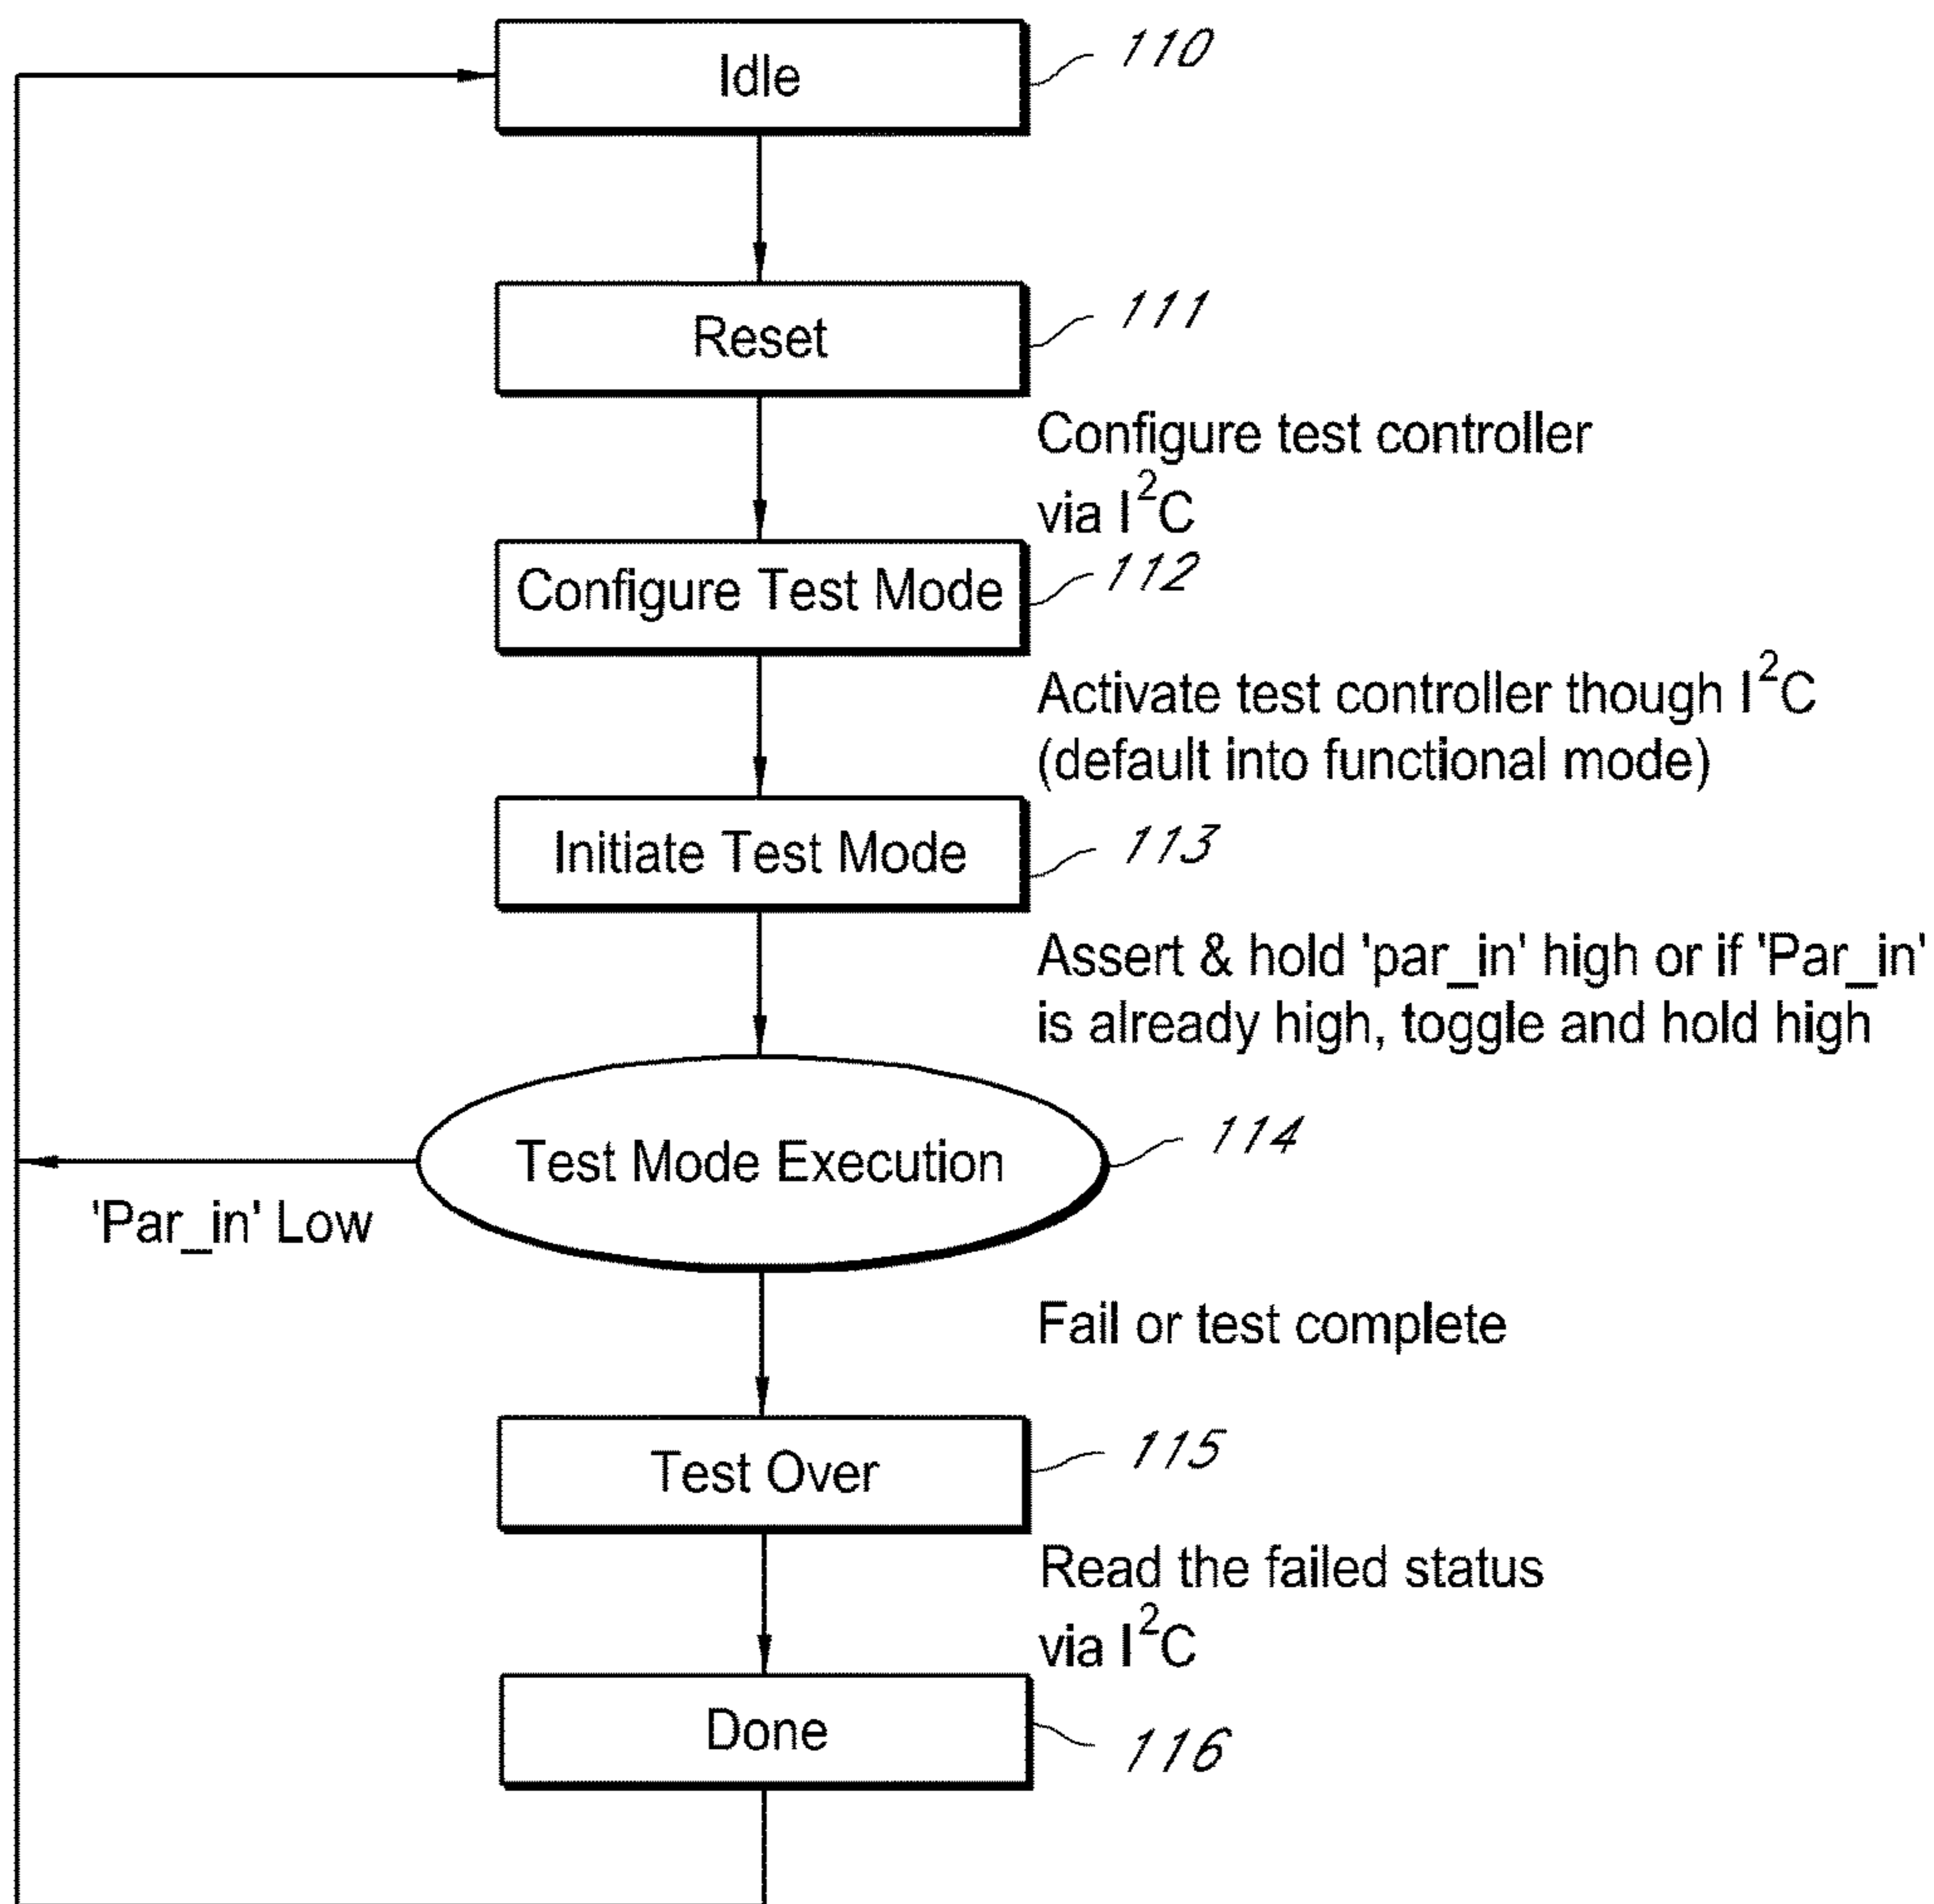 Idle
110
Reset
111
Configure test controller
via I²C
Configure Test Mode
112
Activate test controller though I²C
(default into functional mode)
Initiate Test Mode
113
Assert & hold 'par_in' high or if 'Par_in'
is already high, toggle and hold high
Test Mode Execution
114
'Par_in' Low
Fail or test complete
Test Over
115
Read the failed status
via I²C
Done
116